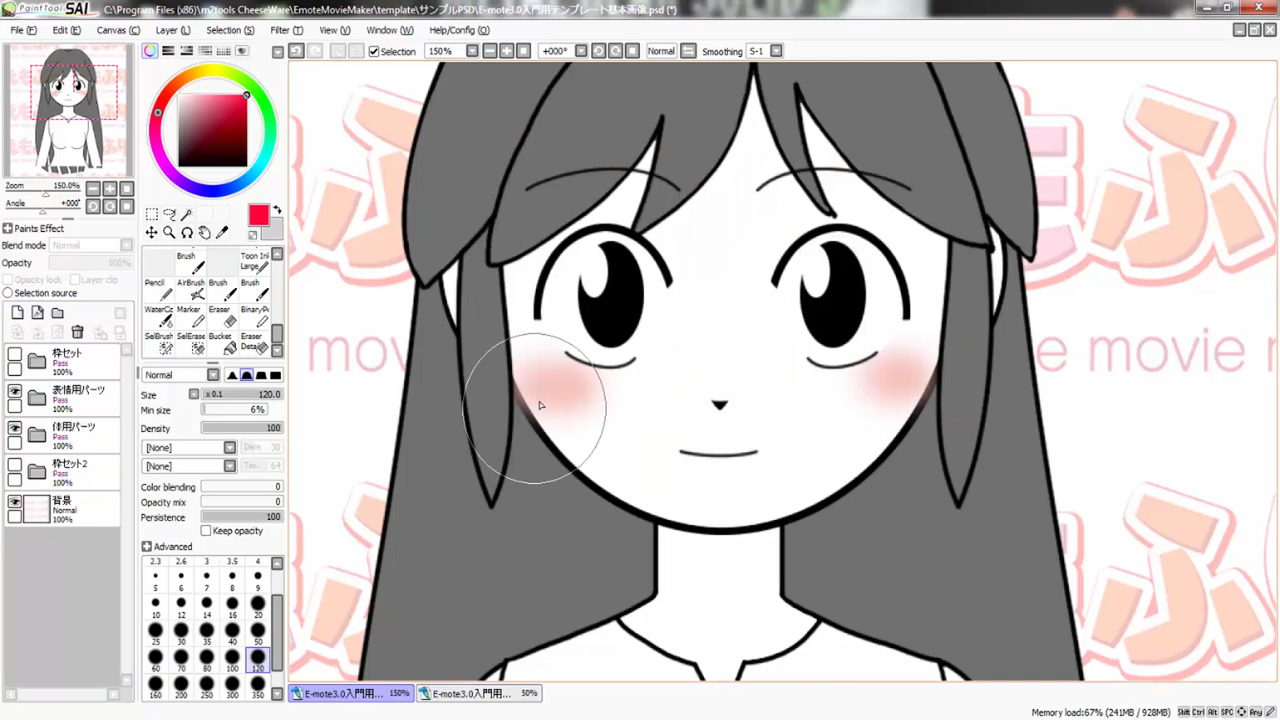 PaintTool SAI C:\Program Files (x86)\m2tools CheeseWare\EmoteMovieMaker\template\サンプルPSD\E-mote3.0入門用テンプレート基本画像.psd (*)
File (F) Edit (E) Canvas (C) Layer (L) Selection (S) Filter (T) View (V) Window (W) Help/Config (O)
Selection 150% +000° Normal Smoothing S-1
Zoom 150.0%
Angle +000°
Paints Effect
Blend mode Normal
Opacity 100%
Opacity lock Layer clip
Selection source
枠セット
Pass
100%
表情用パーツ
Pass
100%
体用パーツ
Pass
100%
枠セット2
Pass
100%
背景
Normal
100%
Brush Toon Ink Large
Pencil AirBrush Brush Brush
Marker Eraser
SelBrush SelErase Bucket Eraser Detail
Normal
Size x 0.1 120.0
Min size 6%
Density 100
[None] 30
[None] 64
Color blending 0
Opacity mix 0
Persistence 100
Keep opacity
Advanced
2.3 2.6 3 3.5 4
5 6 7 8 9
10 12 14 16 20
25 30 35 40 50
60 70 80 100 120
160 200 250 300 350
mov
e movie m
E-mote3.0入門用... 150% E-mote3.0入門用... 50%
Memory load:67% (241MB / 928MB) Shift Ctrl Alt SPC Any